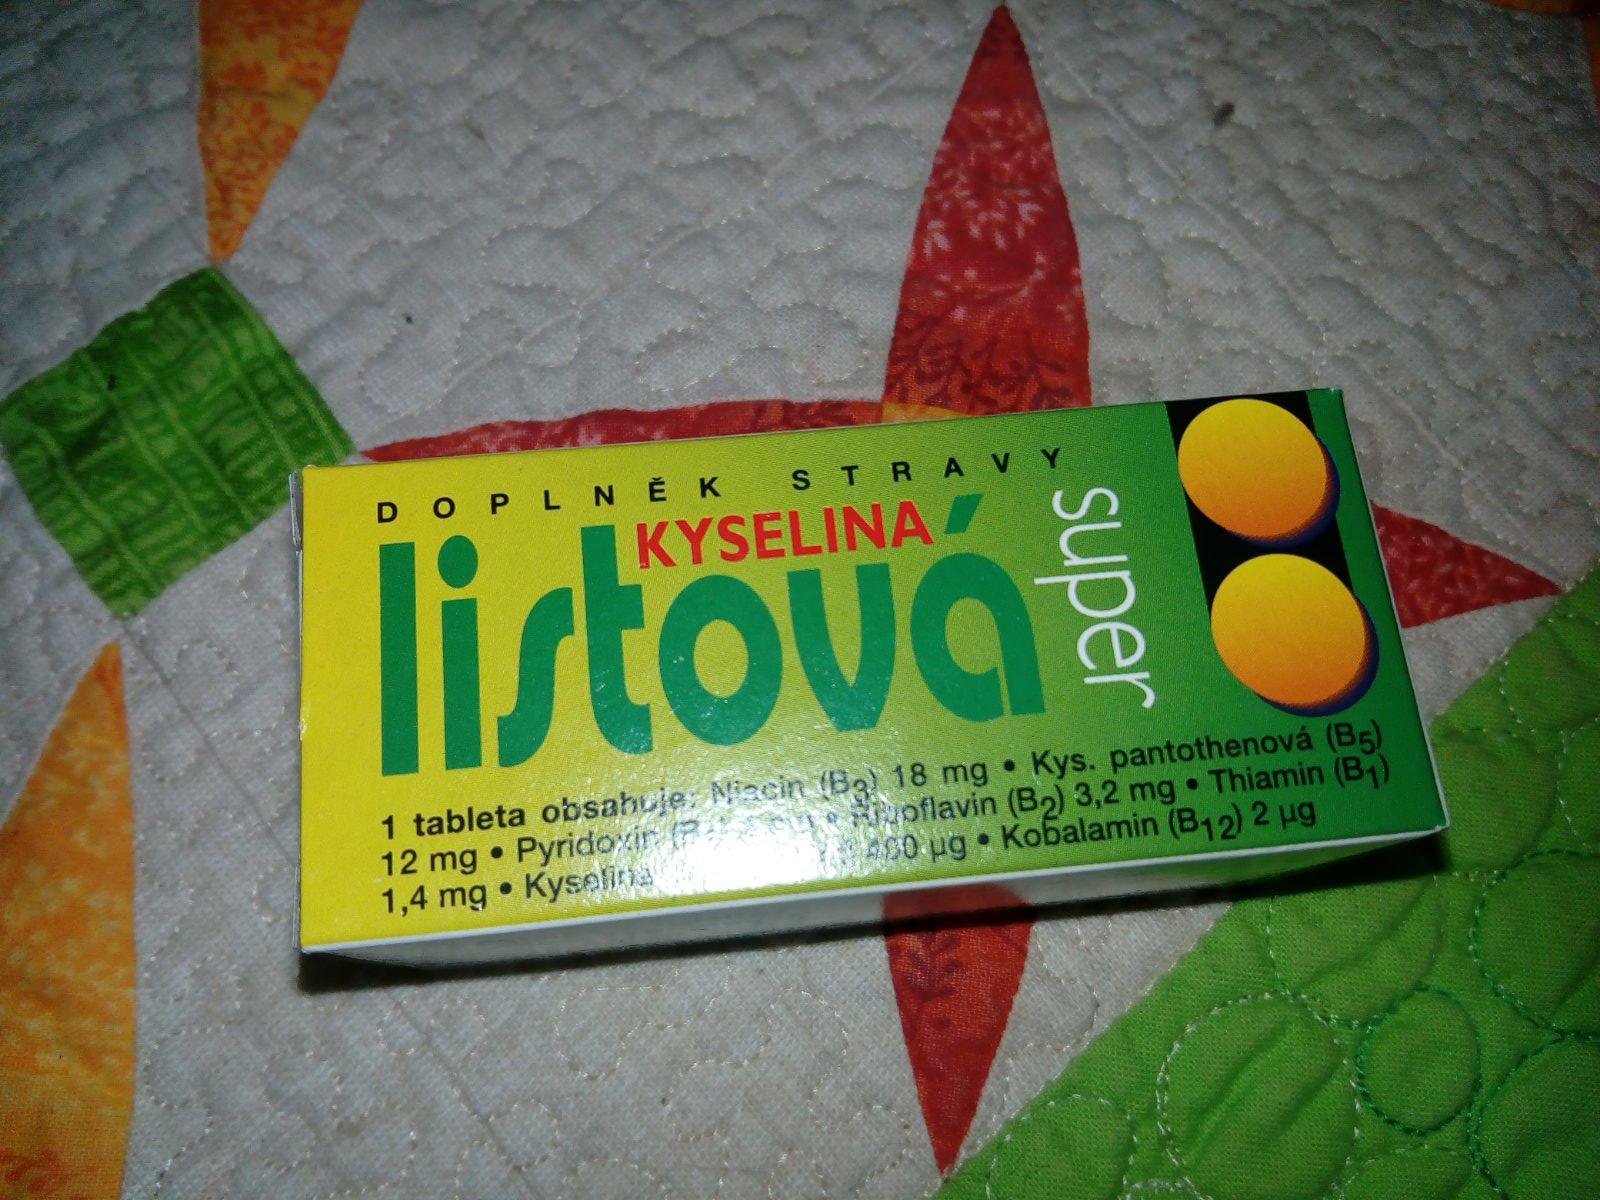 DOPLNĚK STRAVY
KYSELINA
listová
super
1 tableta obsahuje: Niacin (B3) 18 mg • Kys. pantothenová (B5)
12 mg • Pyridoxin • Riboflavin (B2) 3,2 mg • Thiamin (B1)
1,4 mg • Kyselina 400 µg • Kobalamin (B12) 2 µg